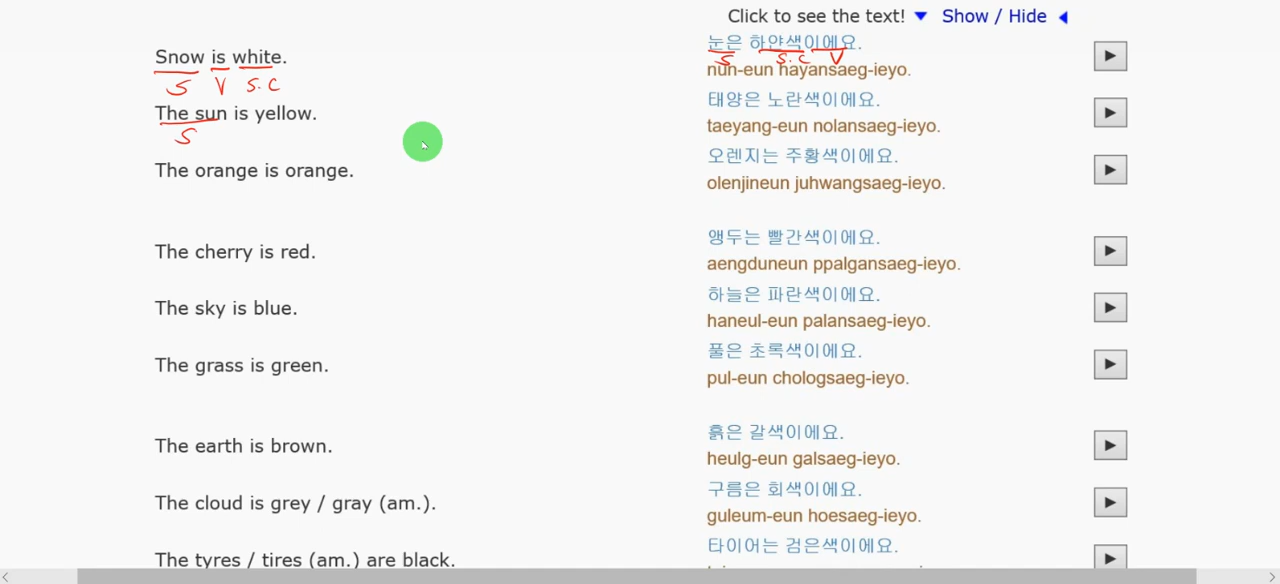 Click to see the text! Show / Hide
Snow is white.
S V S.C
눈은 하얀색이에요.
S S.C V
nun-eun hayansaeg-ieyo.
The sun is yellow.
S
태양은 노란색이에요.
taeyang-eun nolansaeg-ieyo.
The orange is orange.
오렌지는 주황색이에요.
olenjineun juhwangsaeg-ieyo.
The cherry is red.
앵두는 빨간색이에요.
aengduneun ppalgansaeg-ieyo.
The sky is blue.
하늘은 파란색이에요.
haneul-eun palansaeg-ieyo.
The grass is green.
풀은 초록색이에요.
pul-eun chologsaeg-ieyo.
The earth is brown.
흙은 갈색이에요.
heulg-eun galsaeg-ieyo.
The cloud is grey / gray (am.).
구름은 회색이에요.
guleum-eun hoesaeg-ieyo.
The tyres / tires (am.) are black.
타이어는 검은색이에요.